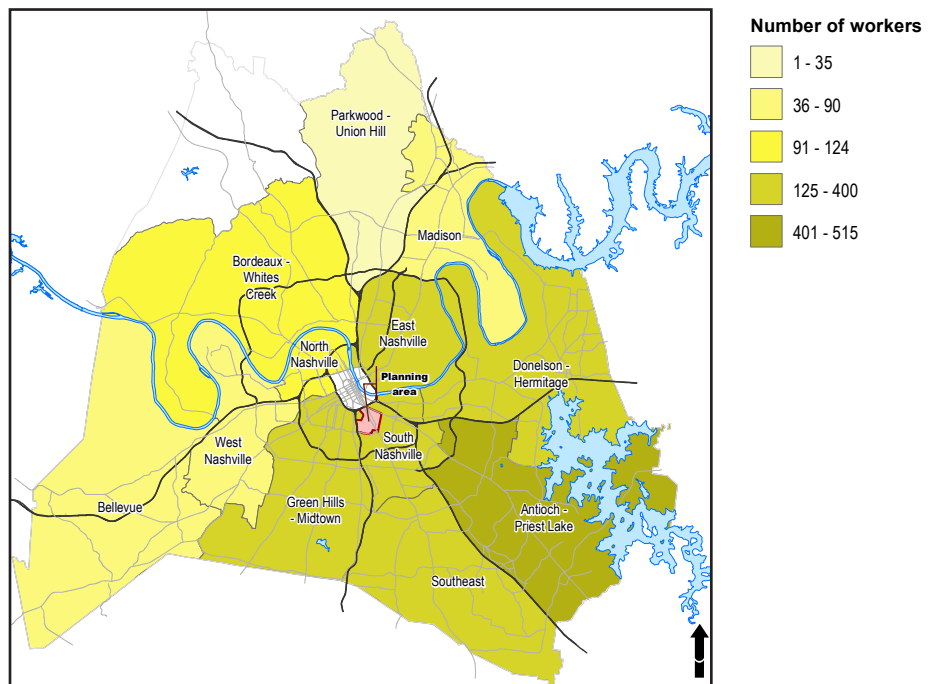 Number of workers
1 - 35
36 - 90
91 - 124
125 - 400
401 - 515
Parkwood -
Union Hill
Madison
Bordeaux -
Whites
Creek
East
Nashville
North
Nashville
Donelson -
Hermitage
Planning
area
South
Nashville
West
Nashville
Bellevue
Green Hills
- Midtown
Antioch -
Priest Lake
Southeast